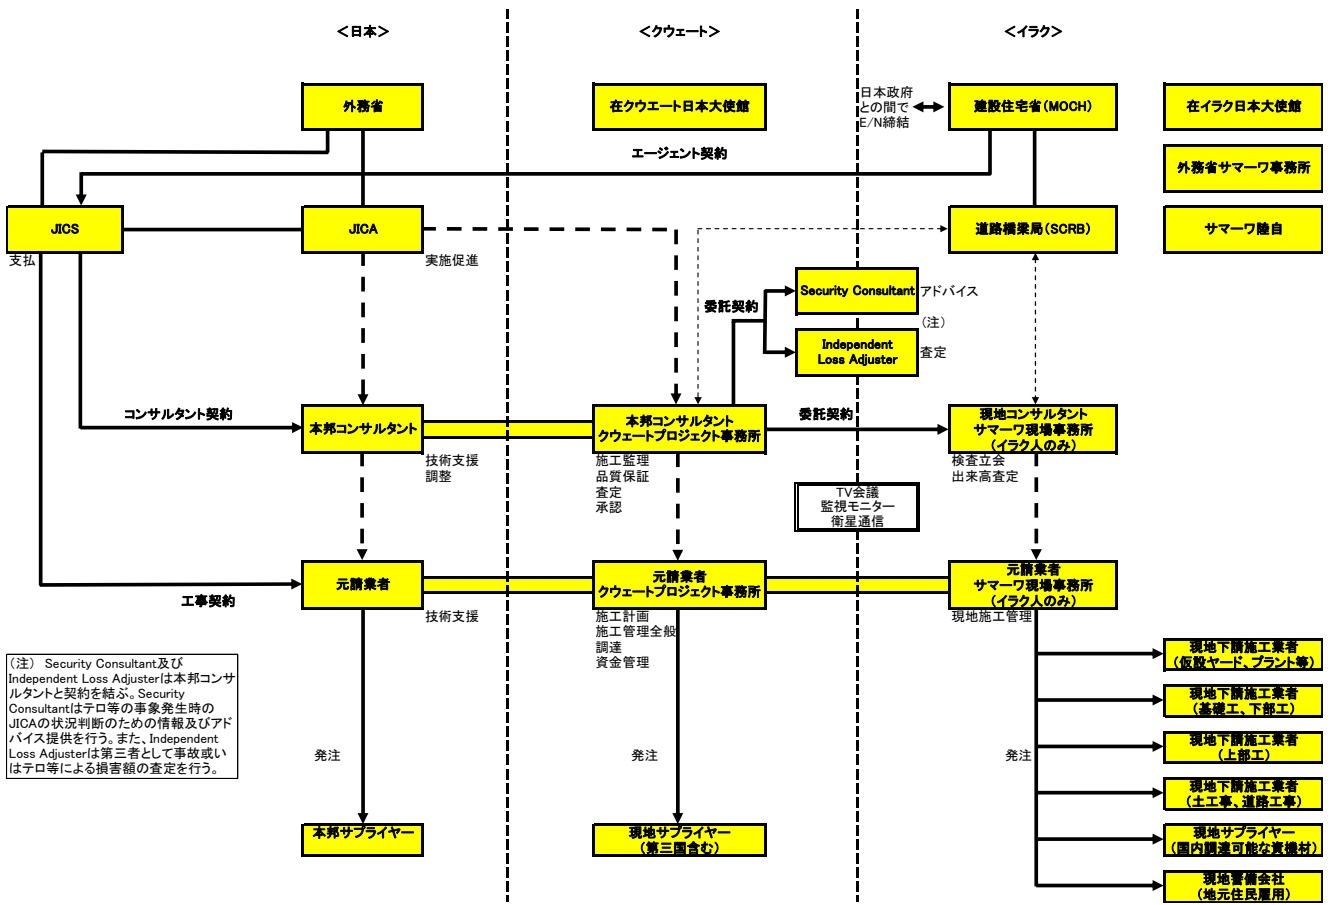 ＜日本＞
＜クウェート＞
＜イラク＞
外務省
在クウエート日本大使館
日本政府
との間で
E/N締結
建設住宅省(MOCH)
在イラク日本大使館
エージェント契約
外務省サマーワ事務所
JICS
支払
JICA
実施促進
道路橋梁局(SCRB)
サマーワ陸自
委託契約
Security Consultant
アドバイス
(注)
Independent
Loss Adjuster
査定
コンサルタント契約
本邦コンサルタント
技術支援
調整
本邦コンサルタント
クウェートプロジェクト事務所
施工監理
品質保証
査定
承認
委託契約
現地コンサルタント
サマーワ現場事務所
(イラク人のみ)
検査立会
出来高査定
TV会議
監視モニター
衛星通信
工事契約
元請業者
技術支援
元請業者
クウェートプロジェクト事務所
施工計画
施工管理全般
調達
資金管理
元請業者
サマーワ現場事務所
(イラク人のみ)
現地施工管理
(注) Security Consultant及び
Independent Loss Adjusterは本邦コンサ
ルタントと契約を結ぶ。Security
Consultantはテロ等の事象発生時の
JICAの状況判断のための情報及びアド
バイス提供を行う。また、Independent
Loss Adjusterは第三者として事故或い
はテロ等による損害額の査定を行う。
発注
発注
発注
現地下請施工業者
(仮設ヤード、プラント等)
現地下請施工業者
(基礎工、下部工)
現地下請施工業者
(上部工)
現地下請施工業者
(土工事、道路工事)
本邦サプライヤー
現地サプライヤー
(第三国含む)
現地サプライヤー
(国内調達可能な資機材)
現地警備会社
(地元住民雇用)